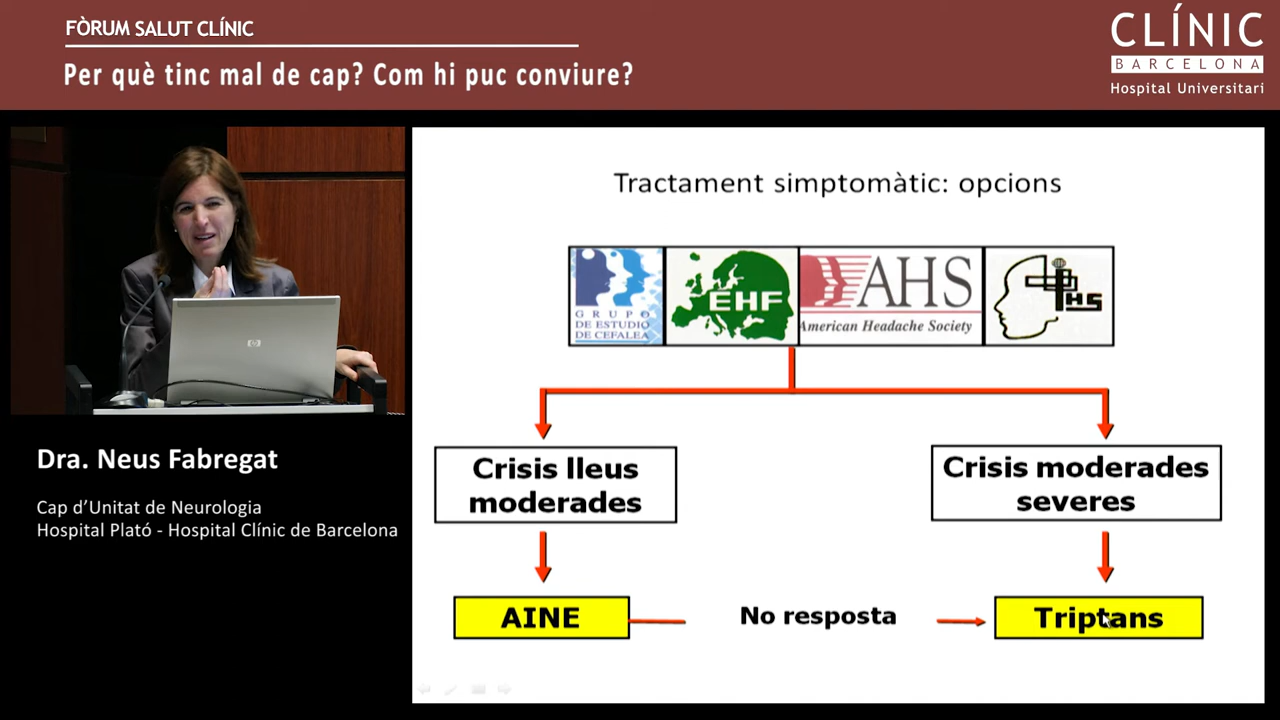 FÒRUM SALUT CLÍNIC
Per què tinc mal de cap? Com hi puc conviure?
CLÍNIC
BARCELONA
Hospital Universitari
Tractament simptomàtic: opcions
GRUPO
DE ESTUDIO
DE CEFALEA
EHF
AHS
American Headache Society
IHS
Crisis lleus
moderades
Crisis moderades
severes
AINE
No resposta
Triptans
hp
Dra. Neus Fabregat
Cap d’Unitat de Neurologia
Hospital Plató - Hospital Clínic de Barcelona